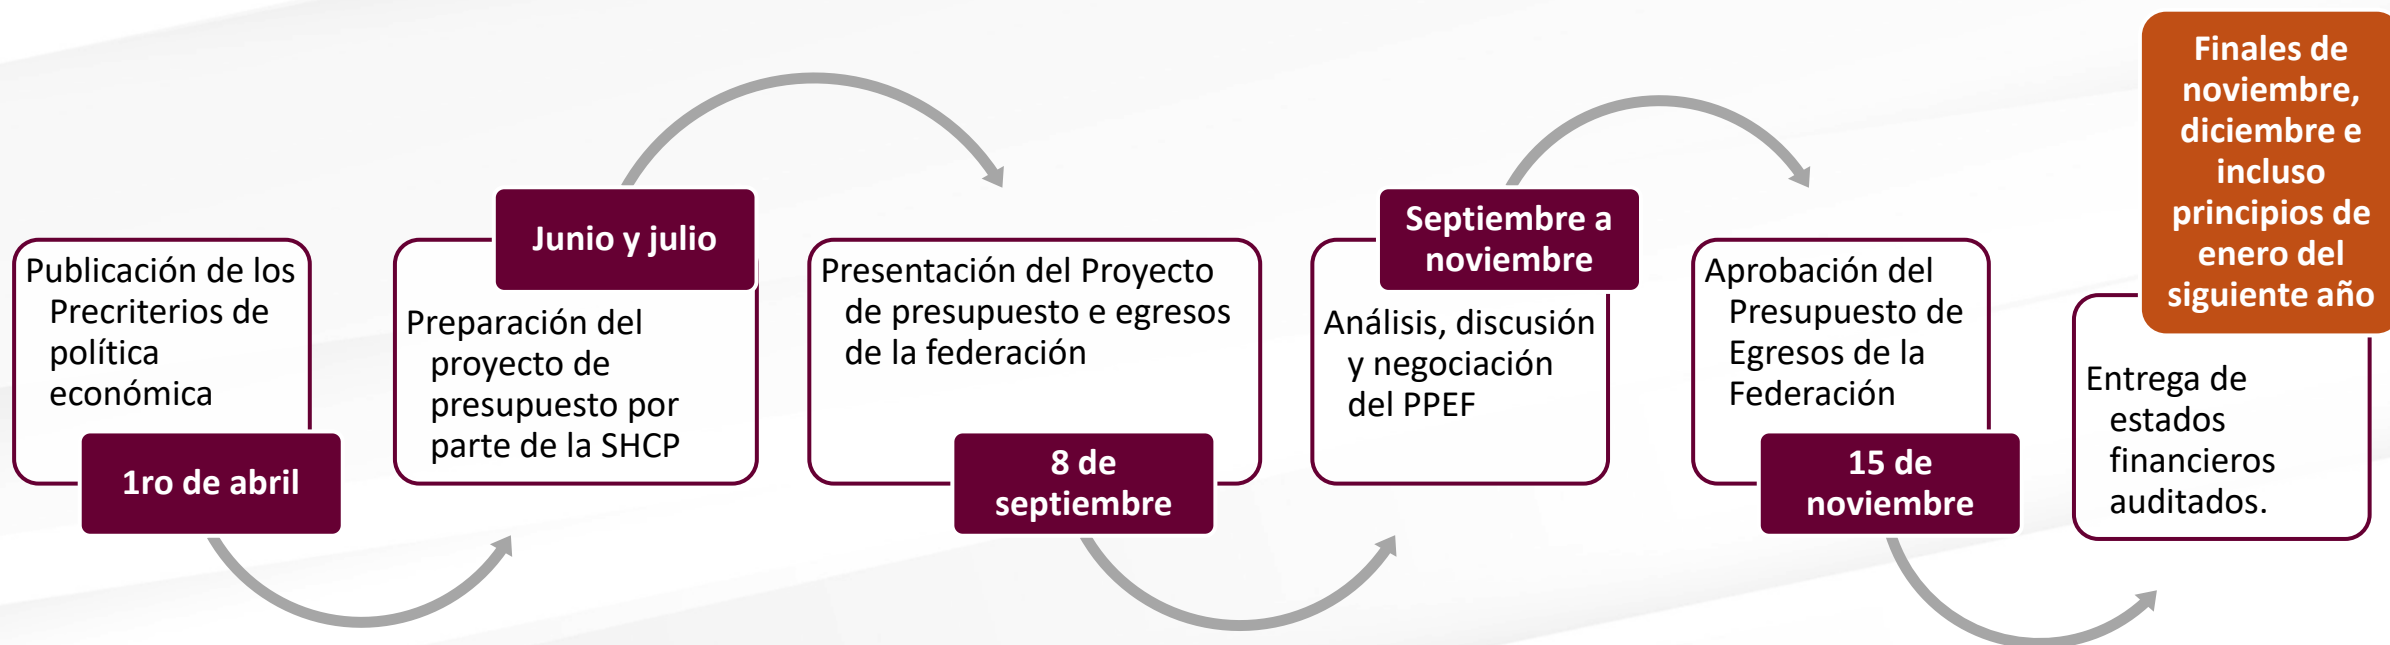 Publicación de los
Precriterios de
política
económica
1ro de abril
Junio y julio
Preparación del
proyecto de
presupuesto por
parte de la SHCP
Presentación del Proyecto
de presupuesto e egresos
de la federación
8 de
septiembre
Septiembre a
noviembre
Análisis, discusión
y negociación
del PPEF
Aprobación del
Presupuesto de
Egresos de la
Federación
15 de
noviembre
Finales de
noviembre,
diciembre e
incluso
principios de
enero del
siguiente año
Entrega de
estados
financieros
auditados.